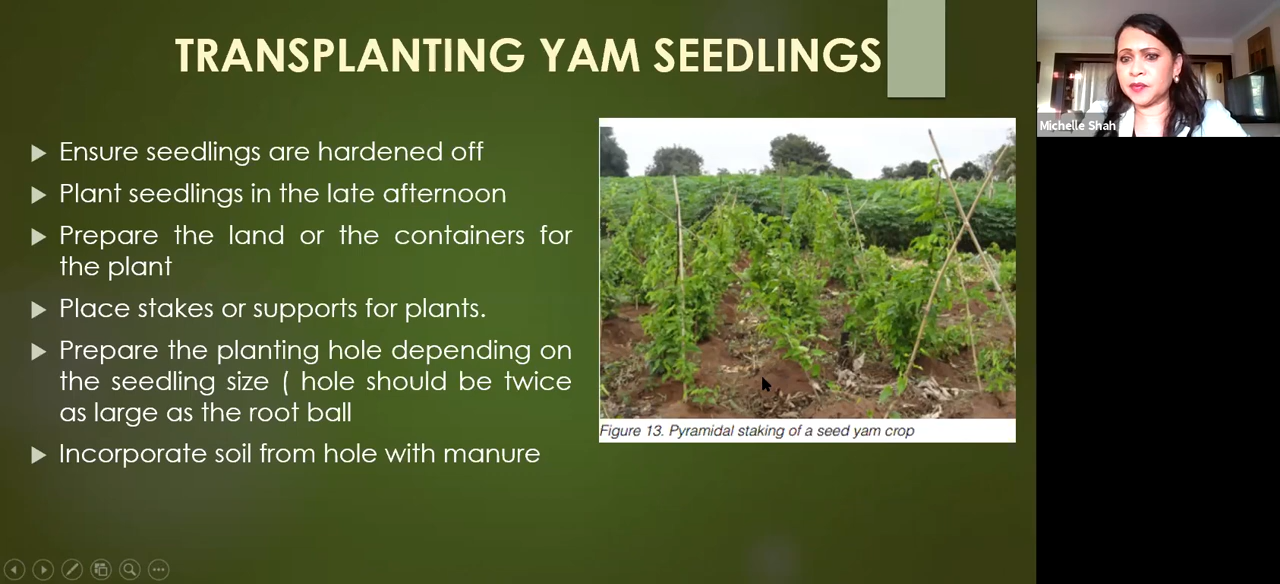 TRANSPLANTING YAM SEEDLINGS
Ensure seedlings are hardened off
Plant seedlings in the late afternoon
Prepare the land or the containers for
the plant
Place stakes or supports for plants.
Prepare the planting hole depending on
the seedling size ( hole should be twice
as large as the root ball
Incorporate soil from hole with manure
Figure 13. Pyramidal staking of a seed yam crop
Michelle Shah